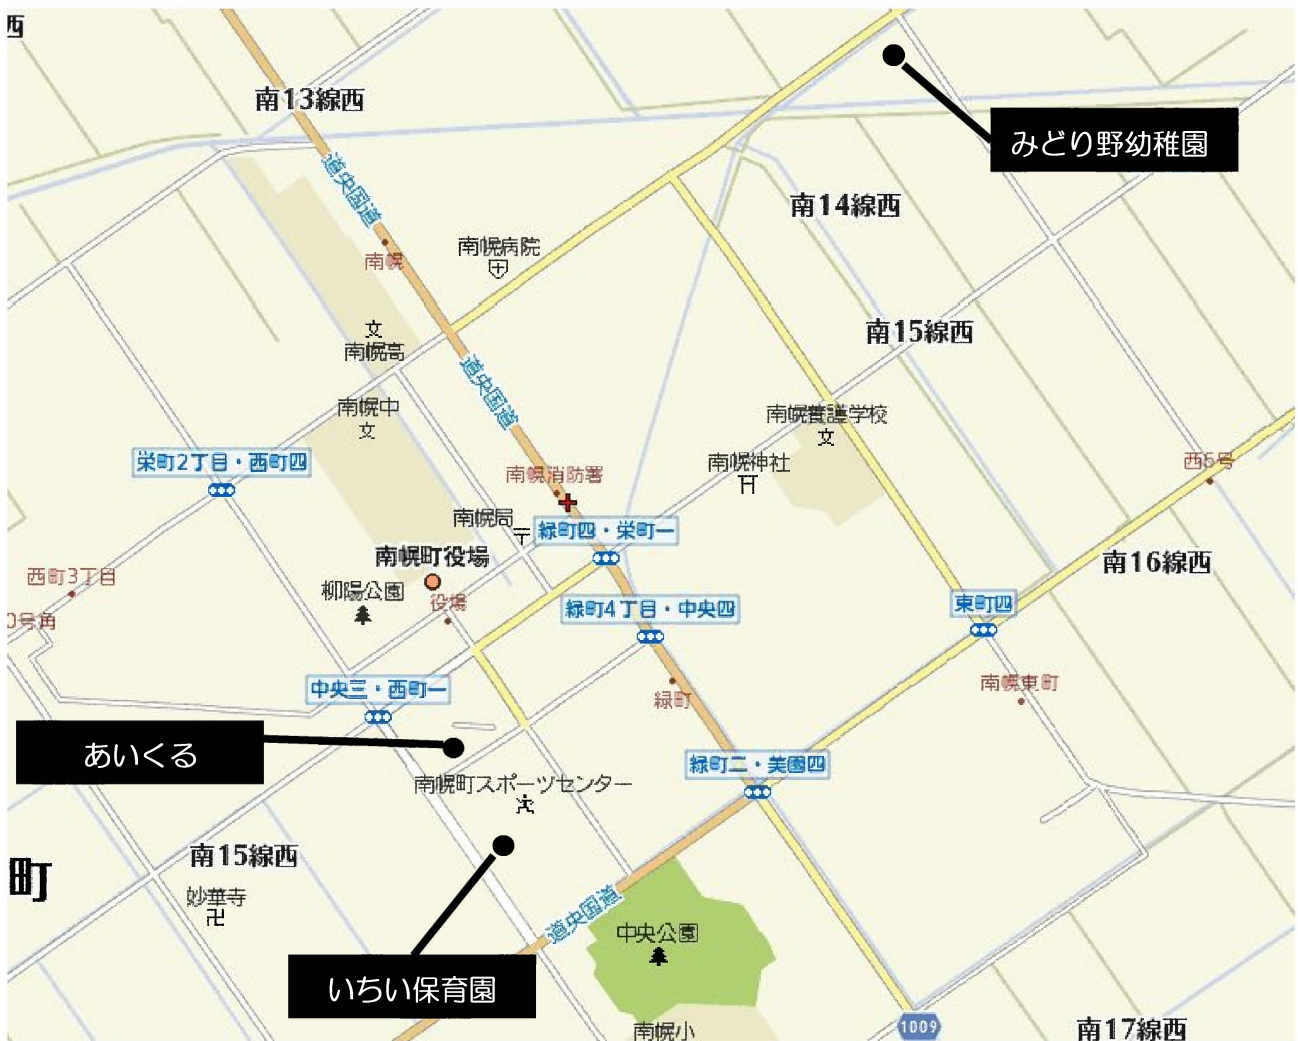 西
南13線西
みどり野幼稚園
道央国道
南14線西
南幌病院
南幌
南15線西
文
南幌高
道央国道
南幌中
文
南幌養護学校
文
栄町2丁目・西町四
南幌神社
西5号
南幌消防署
南幌局
〒
緑町四・栄町一
南幌町役場
南16線西
西町3丁目
柳陽公園
役場
緑町4丁目・中央四
東町四
0号角
中央三・西町一
緑町
南幌東町
あいくる
緑町二・美園四
南幌町スポーツセンター
南15線西
町
妙華寺
卍
道央国道
中央公園
いちい保育園
南幌小
1009
南17線西